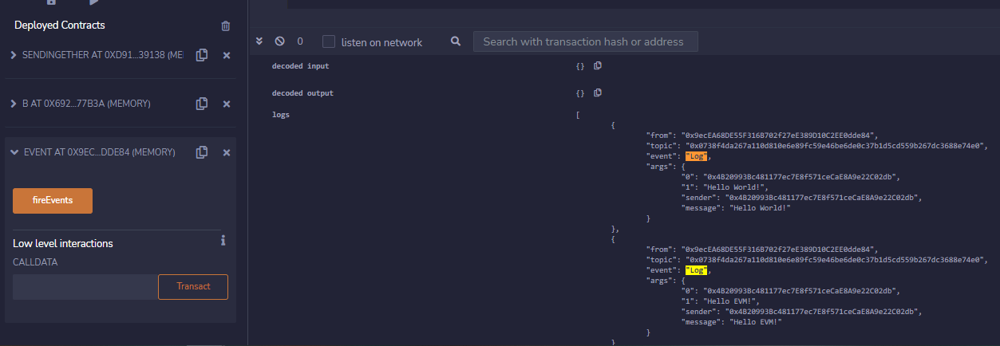 Deployed Contracts
SENDINGETHER AT 0XD91...39138 (ME
B AT 0X692...77B3A (MEMORY)
EVENT AT 0X9EC...DDE84 (MEMORY)
fireEvents
Low level interactions
CALLDATA
Transact
0
listen on network
Search with transaction hash or address
decoded input {}
decoded output {}
logs [
{
"from": "0x9ecEA68DE55F316B702f27eE389D10C2EE0dde84",
"topic": "0x0738f4da267a110d810e6e89fc59e46be6de0c37b1d5cd559b267dc3688e74e0",
"event": "Log",
"args": {
"0": "0x4B20993Bc481177ec7E8f571ceCaE8A9e22C02db",
"1": "Hello World!",
"sender": "0x4B20993Bc481177ec7E8f571ceCaE8A9e22C02db",
"message": "Hello World!"
}
},
{
"from": "0x9ecEA68DE55F316B702f27eE389D10C2EE0dde84",
"topic": "0x0738f4da267a110d810e6e89fc59e46be6de0c37b1d5cd559b267dc3688e74e0",
"event": "Log",
"args": {
"0": "0x4B20993Bc481177ec7E8f571ceCaE8A9e22C02db",
"1": "Hello EVM!",
"sender": "0x4B20993Bc481177ec7E8f571ceCaE8A9e22C02db",
"message": "Hello EVM!"
}
}